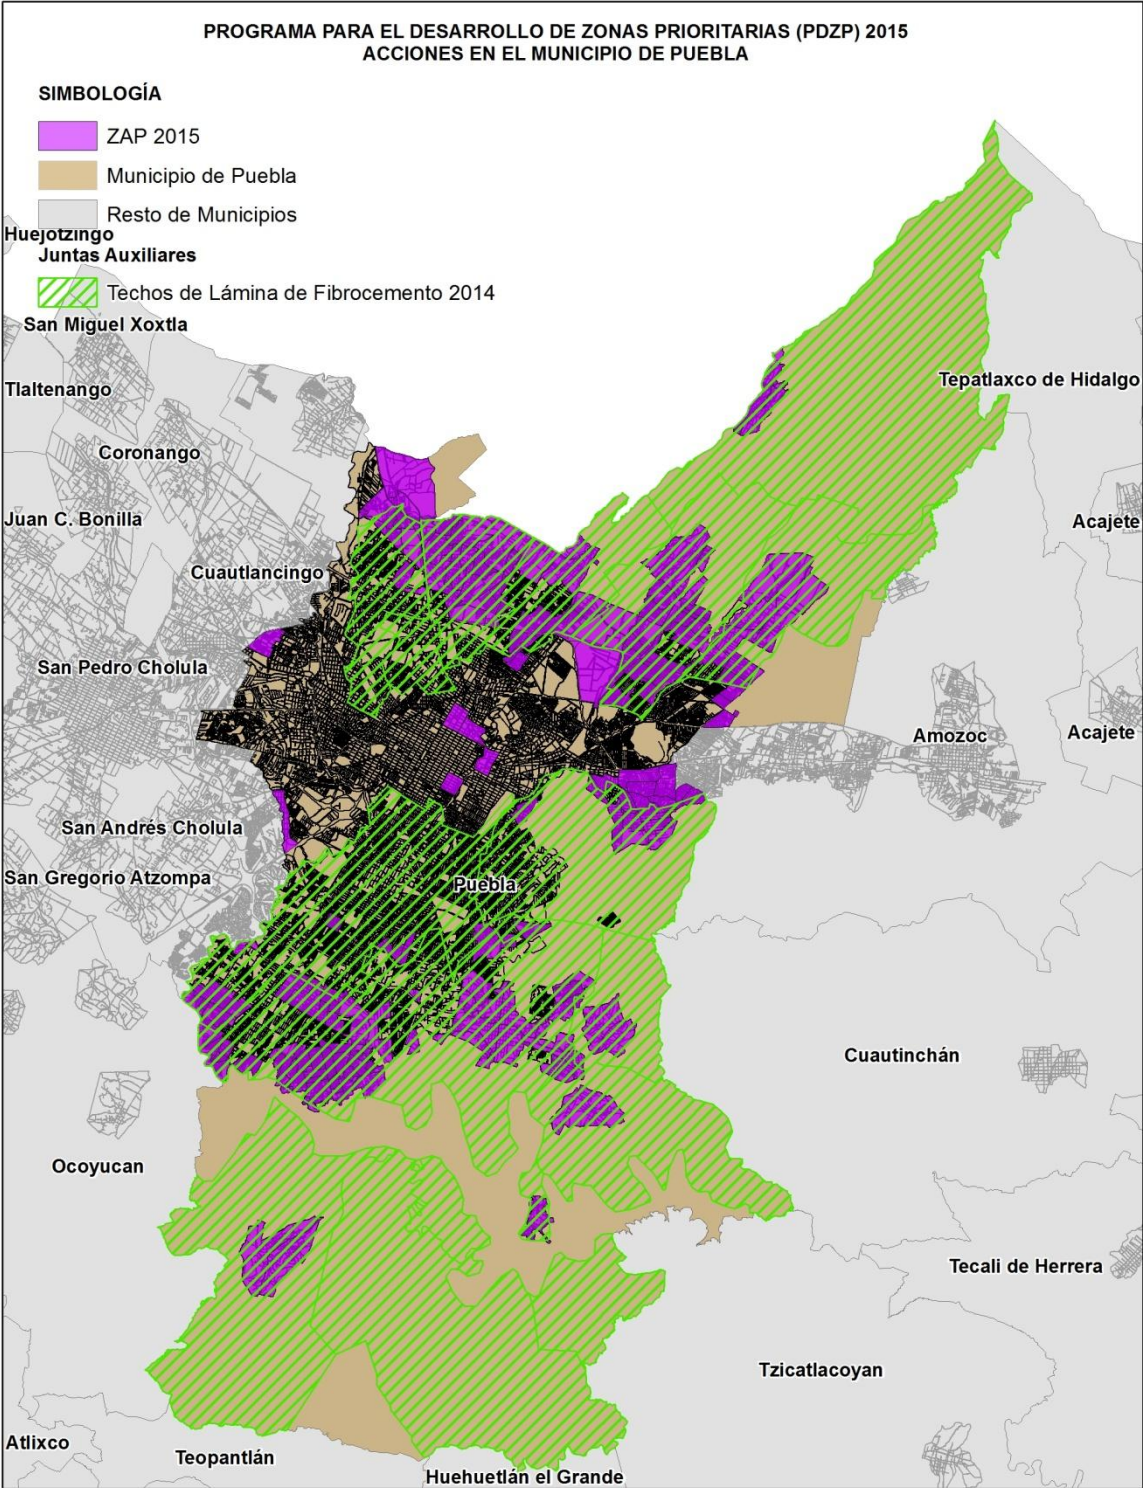 PROGRAMA PARA EL DESARROLLO DE ZONAS PRIORITARIAS (PDZP) 2015
ACCIONES EN EL MUNICIPIO DE PUEBLA
SIMBOLOGÍA
ZAP 2015
Municipio de Puebla
Resto de Municipios
Huejotzingo
Juntas Auxiliares
Techos de Lámina de Fibrocemento 2014
San Miguel Xoxtla
Tlaltenango
Tepatlaxco de Hidalgo
Coronango
Juan C. Bonilla
Acajete
Cuautlancingo
San Pedro Cholula
Amozoc
Acajete
San Andrés Cholula
San Gregorio Atzompa
Puebla
Cuautinchán
Ocoyucan
Tecali de Herrera
Tzicatlacoyan
Atlixco
Teopantlán
Huehuetlán el Grande